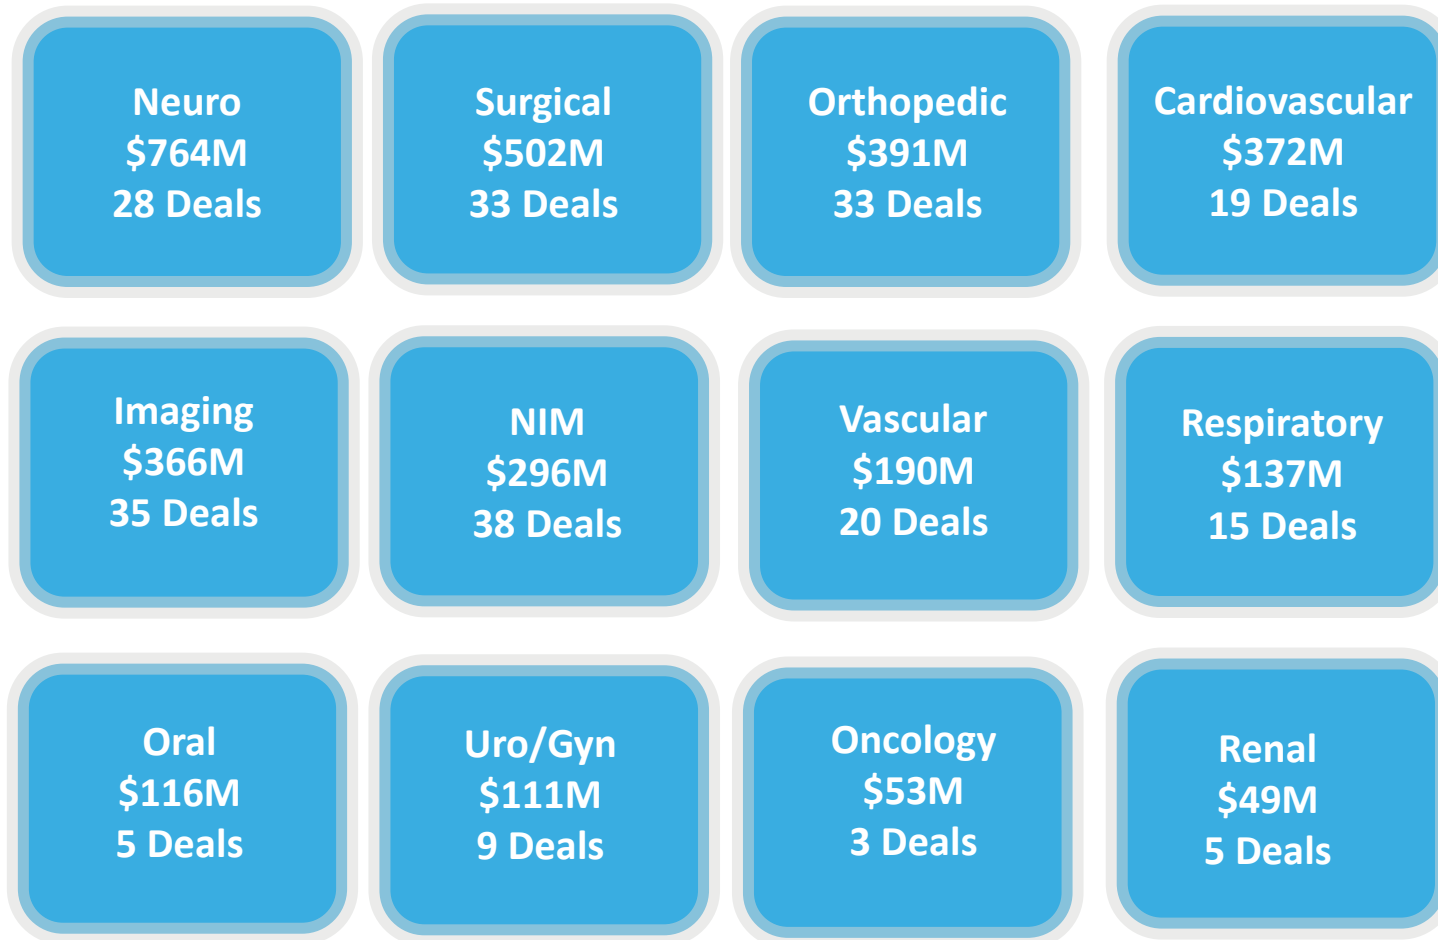 Neuro
$764M
28 Deals
Surgical
$502M
33 Deals
Orthopedic
$391M
33 Deals
Cardiovascular
$372M
19 Deals
Imaging
$366M
35 Deals
NIM
$296M
38 Deals
Vascular
$190M
20 Deals
Respiratory
$137M
15 Deals
Oral
$116M
5 Deals
Uro/Gyn
$111M
9 Deals
Oncology
$53M
3 Deals
Renal
$49M
5 Deals